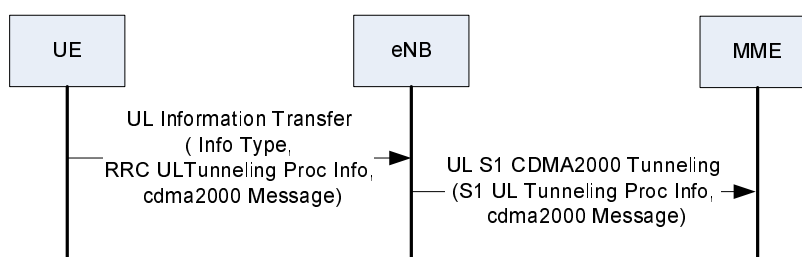 UE
eNB
MME
UL Information Transfer
( Info Type,
RRC ULTunneling Proc Info,
cdma2000 Message)
UL S1 CDMA2000 Tunneling
(S1 UL Tunneling Proc Info,
cdma2000 Message)